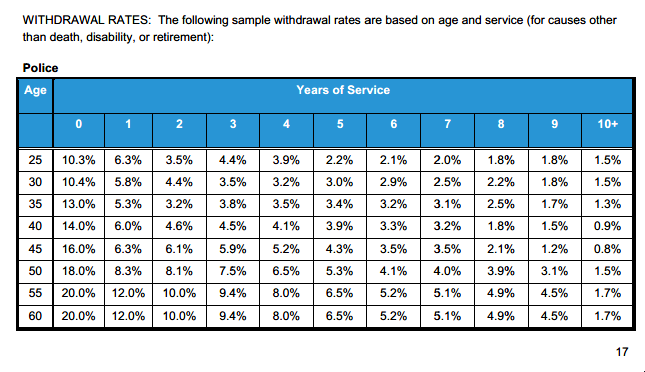 WITHDRAWAL RATES:  The following sample withdrawal rates are based on age and service (for causes other
than death, disability, or retirement):
Police
Age Years of Service
0 1 2 3 4 5 6 7 8 9 10+
25 10.3% 6.3% 3.5% 4.4% 3.9% 2.2% 2.1% 2.0% 1.8% 1.8% 1.5%
30 10.4% 5.8% 4.4% 3.5% 3.2% 3.0% 2.9% 2.5% 2.2% 1.8% 1.5%
35 13.0% 5.3% 3.2% 3.8% 3.5% 3.4% 3.2% 3.1% 2.5% 1.7% 1.3%
40 14.0% 6.0% 4.6% 4.5% 4.1% 3.9% 3.3% 3.2% 1.8% 1.5% 0.9%
45 16.0% 6.3% 6.1% 5.9% 5.2% 4.3% 3.5% 3.5% 2.1% 1.2% 0.8%
50 18.0% 8.3% 8.1% 7.5% 6.5% 5.3% 4.1% 4.0% 3.9% 3.1% 1.5%
55 20.0% 12.0% 10.0% 9.4% 8.0% 6.5% 5.2% 5.1% 4.9% 4.5% 1.7%
60 20.0% 12.0% 10.0% 9.4% 8.0% 6.5% 5.2% 5.1% 4.9% 4.5% 1.7%
17